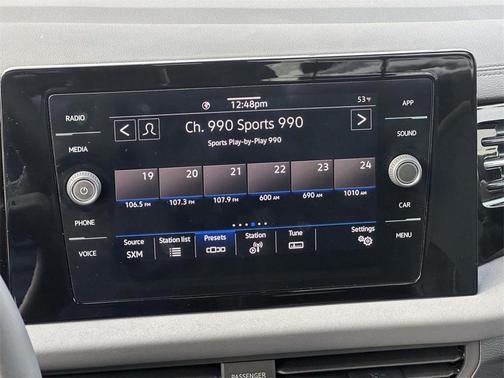 12:48pm
53°F
RADIO
MEDIA
PHONE
VOICE
Ch. 990 Sports 990
Sports Play-by-Play 990
19 20 21 22 23 24
106.5 FM 107.3 FM 107.9 FM 600 AM 690 AM 1010 AM
Source Station list Presets Station Tune Settings
SXM
APP
SOUND
CAR
MENU
PASSENGER